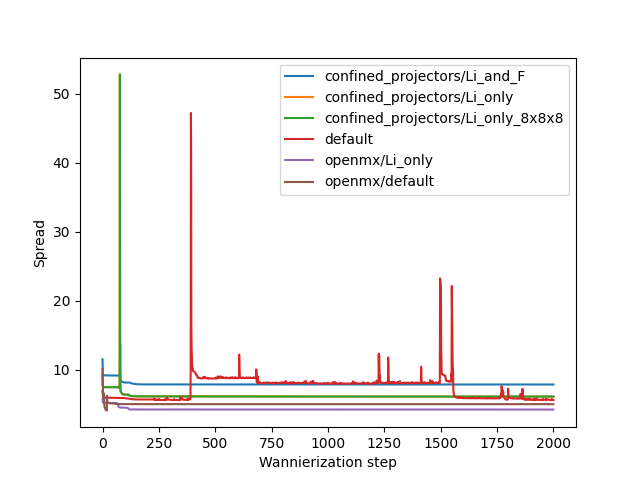 confined_projectors/Li_and_F
confined_projectors/Li_only
confined_projectors/Li_only_8x8x8
default
openmx/Li_only
openmx/default
50
40
30
20
10
Spread
0 250 500 750 1000 1250 1500 1750 2000
Wannierization step